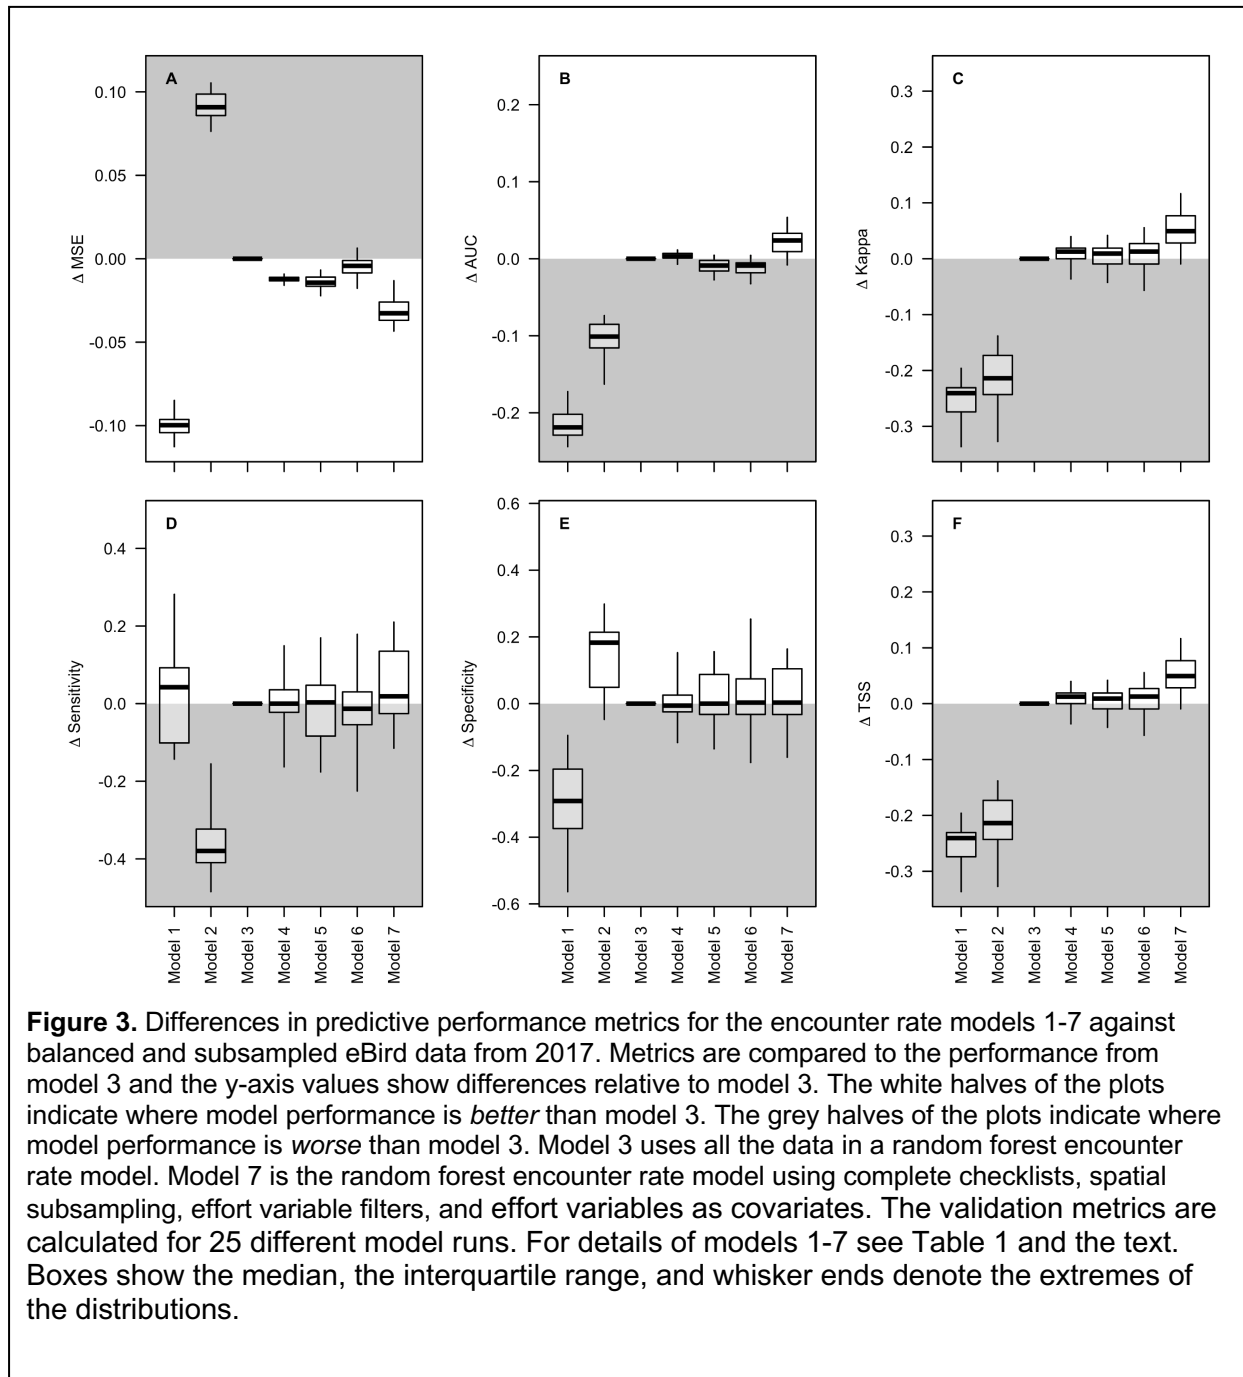 A
0.10
0.05
0.00
-0.05
-0.10
Δ MSE
B
0.2
0.1
0.0
-0.1
-0.2
Δ AUC
C
0.3
0.2
0.1
0.0
-0.1
-0.2
-0.3
Δ Kappa
D
0.4
0.2
0.0
-0.2
-0.4
Δ Sensitivity
Model 1
Model 2
Model 3
Model 4
Model 5
Model 6
Model 7
E
0.6
0.4
0.2
0.0
-0.2
-0.4
-0.6
Δ Specificity
Model 1
Model 2
Model 3
Model 4
Model 5
Model 6
Model 7
F
0.3
0.2
0.1
0.0
-0.1
-0.2
-0.3
Δ TSS
Model 1
Model 2
Model 3
Model 4
Model 5
Model 6
Model 7
Figure 3. Differences in predictive performance metrics for the encounter rate models 1-7 against
balanced and subsampled eBird data from 2017. Metrics are compared to the performance from
model 3 and the y-axis values show differences relative to model 3. The white halves of the plots
indicate where model performance is better than model 3. The grey halves of the plots indicate where
model performance is worse than model 3. Model 3 uses all the data in a random forest encounter
rate model. Model 7 is the random forest encounter rate model using complete checklists, spatial
subsampling, effort variable filters, and effort variables as covariates. The validation metrics are
calculated for 25 different model runs. For details of models 1-7 see Table 1 and the text.
Boxes show the median, the interquartile range, and whisker ends denote the extremes of
the distributions.